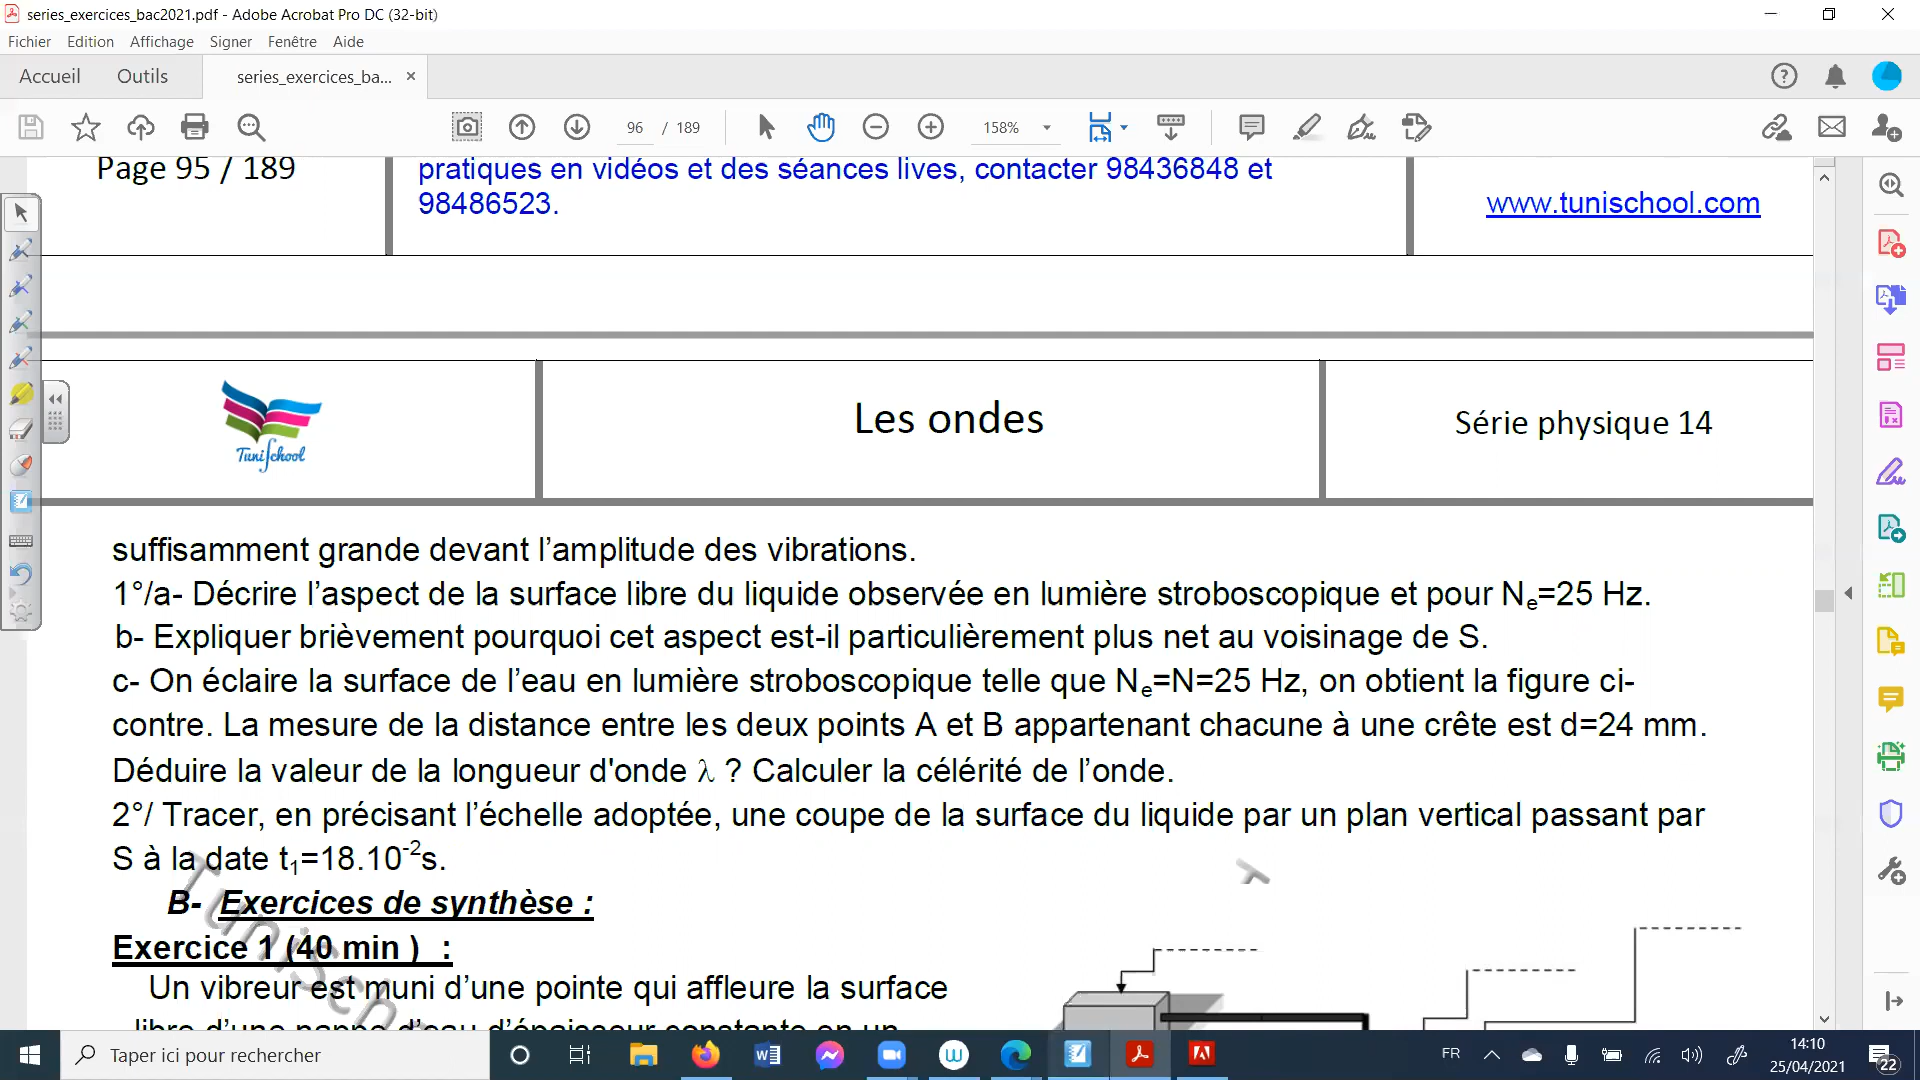 series_exercices_bac2021.pdf - Adobe Acrobat Pro DC (32-bit)
Fichier Edition Affichage Signer Fenêtre Aide
Accueil Outils series_exercices_ba... ×
96 / 189 158%
Page 95 / 189
pratiques en vidéos et des séances lives, contacter 98436848 et
98486523.
www.tunischool.com
TuniSchool
Les ondes
Série physique 14
suffisamment grande devant l’amplitude des vibrations.
1°/a- Décrire l’aspect de la surface libre du liquide observée en lumière stroboscopique et pour Ne=25 Hz.
b- Expliquer brièvement pourquoi cet aspect est-il particulièrement plus net au voisinage de S.
c- On éclaire la surface de l’eau en lumière stroboscopique telle que Ne=N=25 Hz, on obtient la figure ci-
contre. La mesure de la distance entre les deux points A et B appartenant chacune à une crête est d=24 mm.
Déduire la valeur de la longueur d'onde λ ? Calculer la célérité de l’onde.
2°/ Tracer, en précisant l’échelle adoptée, une coupe de la surface du liquide par un plan vertical passant par
S à la date t1=18.10-2s.
B- Exercices de synthèse :
Exercice 1 (40 min ) :
Un vibreur est muni d’une pointe qui affleure la surface
libre d’une nappe d’eau d’épaisseur constante en un
TuniSch
Taper ici pour rechercher
FR
14:10
25/04/2021
22